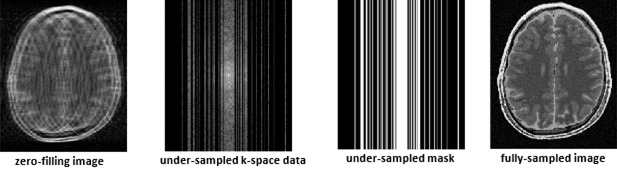 zero-filling image
under-sampled k-space data
under-sampled mask
fully-sampled image